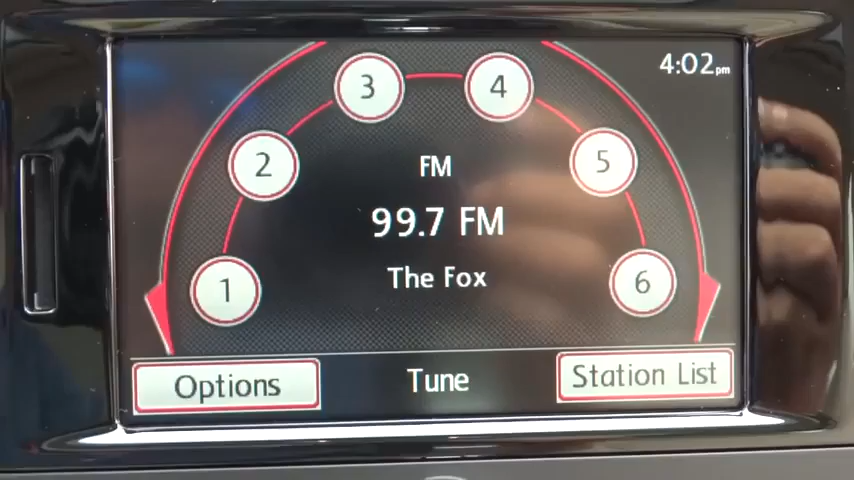 4:02pm
3
4
2
5
FM
99.7 FM
The Fox
1
6
Options
Tune
Station List